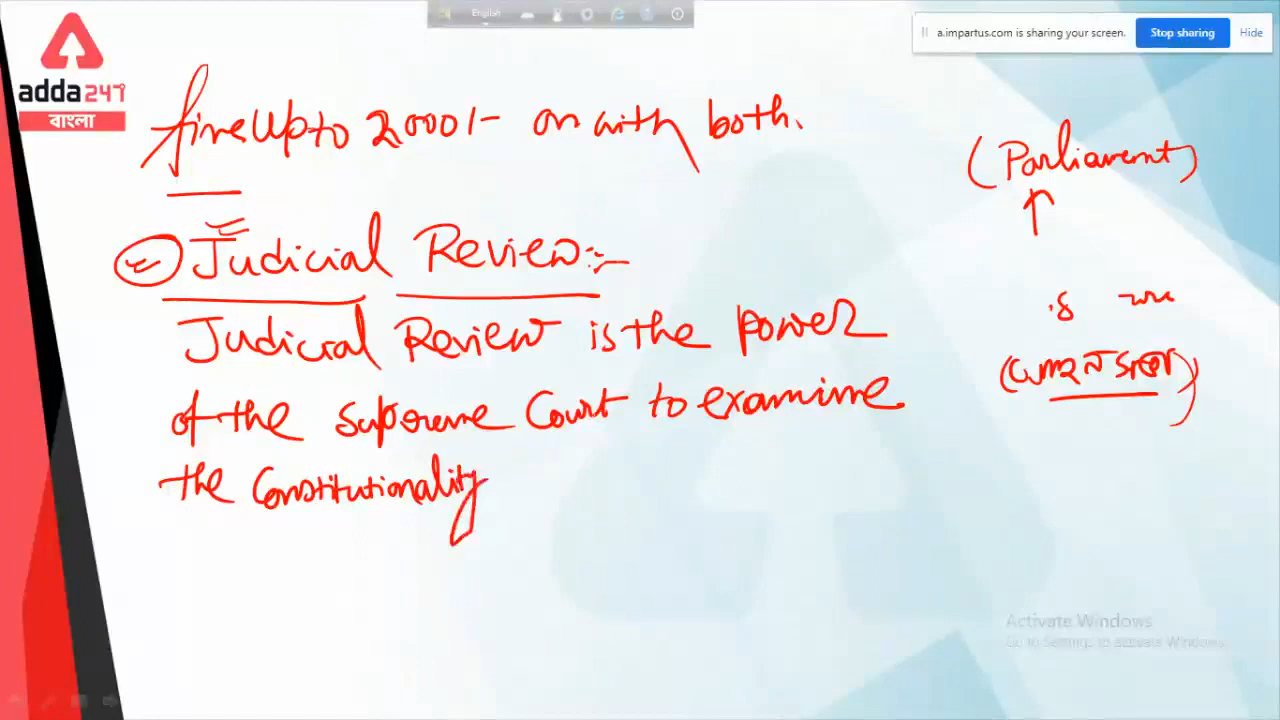 English
a.impartus.com is sharing your screen.
Stop sharing
Hide
adda247
বাংলা
fine upto 2000/- or with both.
(Parliament)
Judicial Review:-
Judicial Review is the power
of the Supreme Court to examine
the Constitutionality
Activate Windows
Go to Settings to activate Windows.